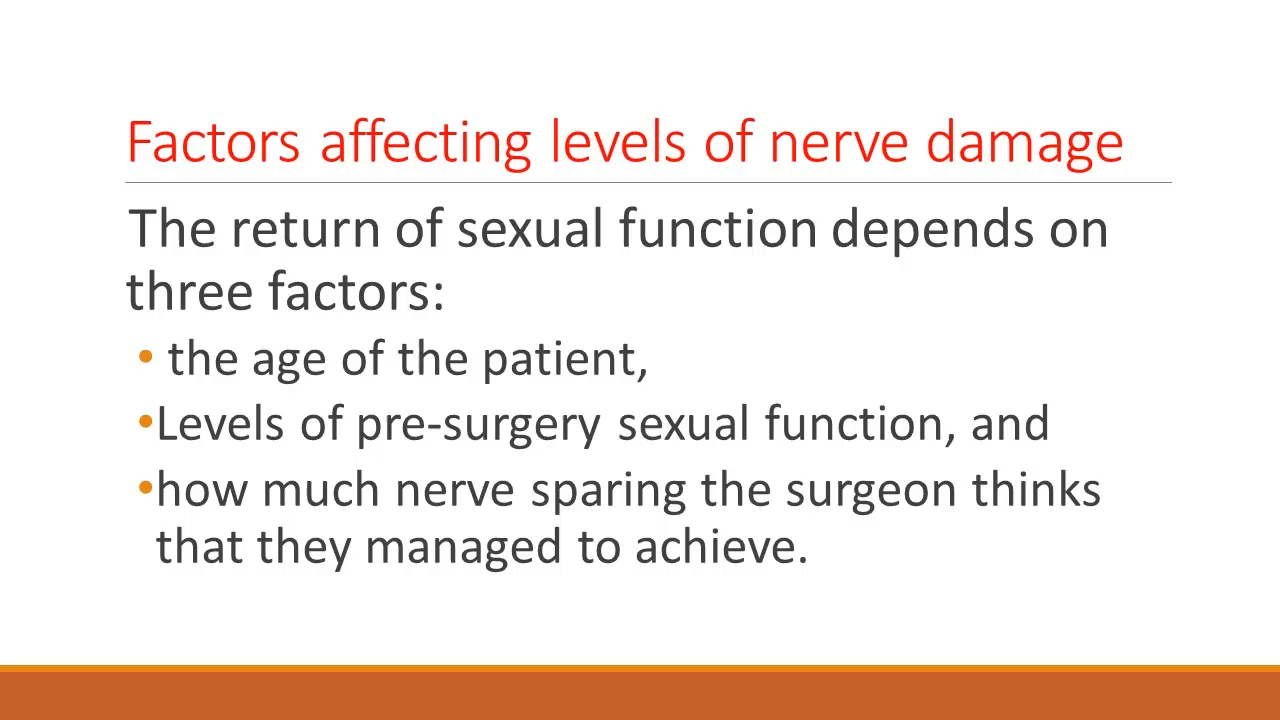 Factors affecting levels of nerve damage
The return of sexual function depends on
three factors:
• the age of the patient,
•Levels of pre-surgery sexual function, and
•how much nerve sparing the surgeon thinks
that they managed to achieve.